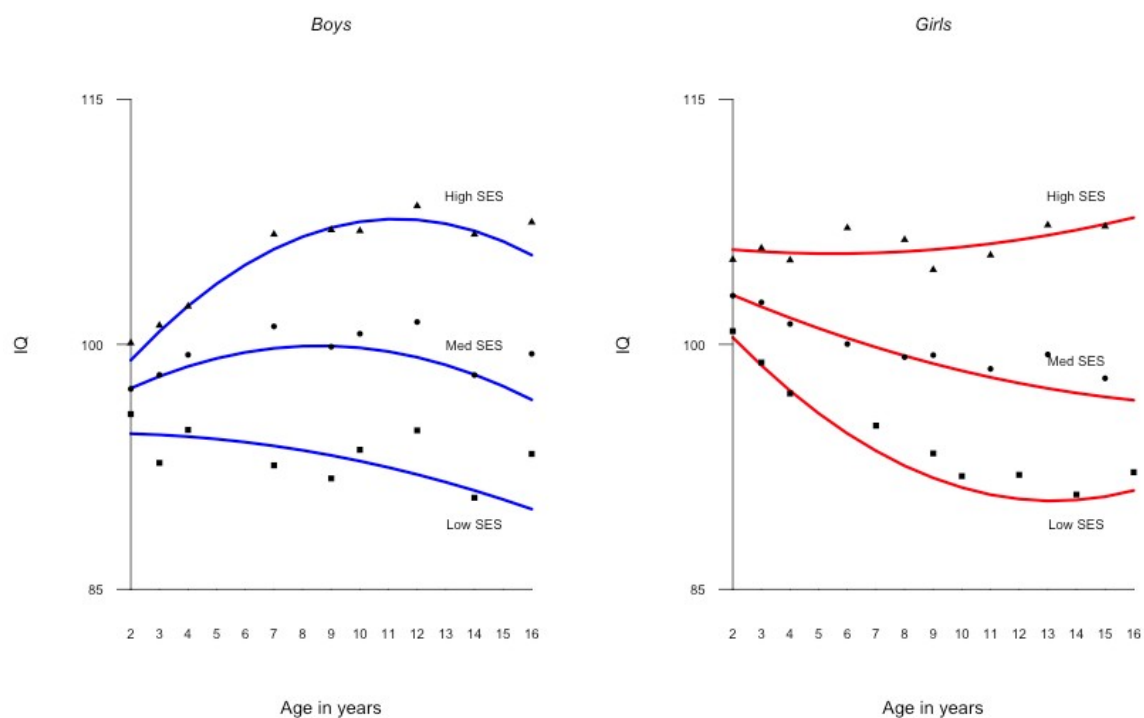 Boys
115
High SES
100
Med SES
IQ
Low SES
85
2 3 4 5 6 7 8 9 10 11 12 13 14 15 16
Age in years
Girls
115
High SES
100
Med SES
IQ
Low SES
85
2 3 4 5 6 7 8 9 10 11 12 13 14 15 16
Age in years